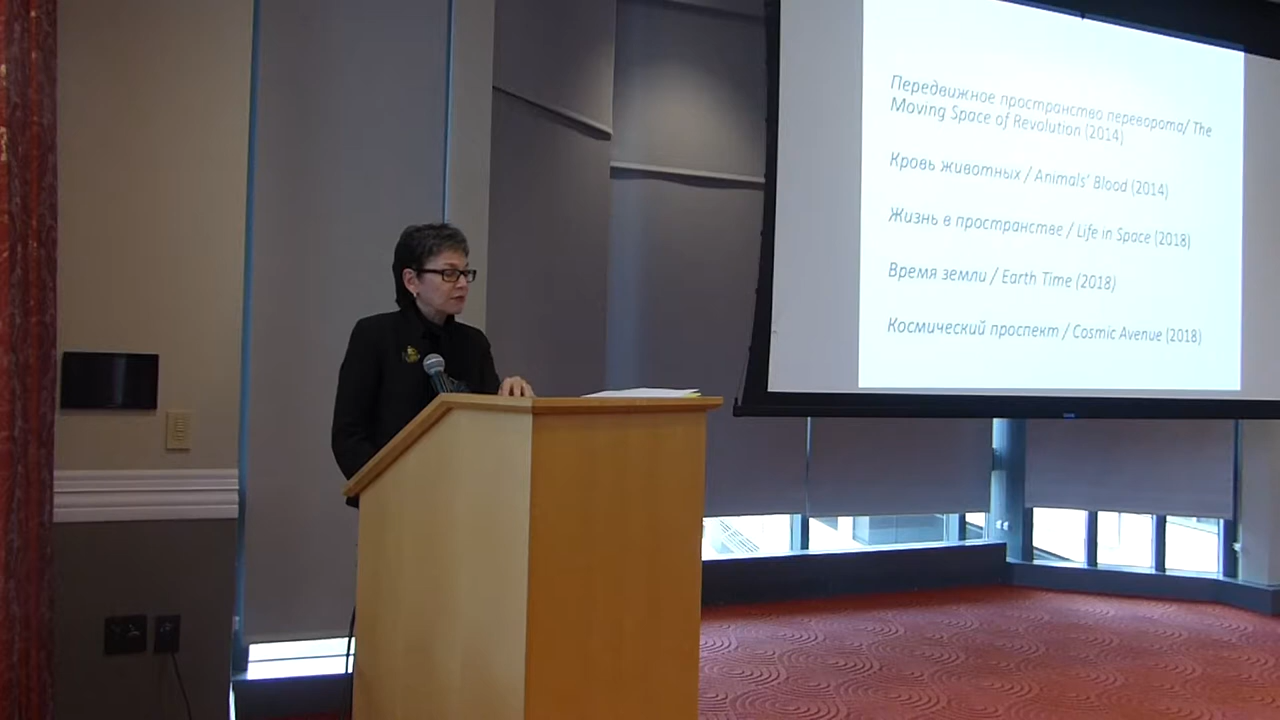 Передвижное пространство переворота/ The
Moving Space of Revolution (2014)
Кровь животных / Animals' Blood (2014)
Жизнь в пространстве / Life in Space (2018)
Время земли / Earth Time (2018)
Космический проспект / Cosmic Avenue (2018)